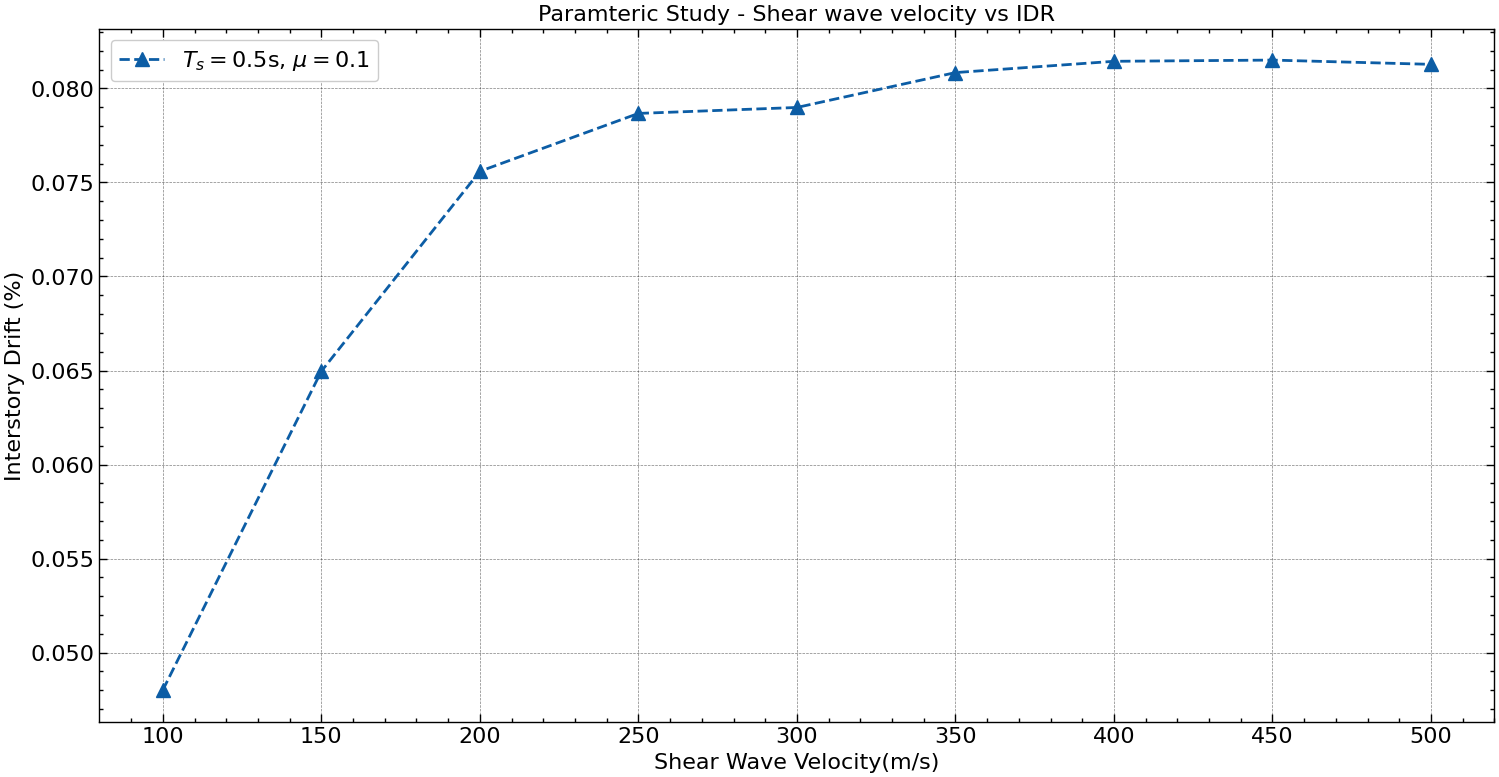 Paramteric Study - Shear wave velocity vs IDR
T_s = 0.5s, μ = 0.1
0.080
0.075
0.070
0.065
0.060
0.055
0.050
Interstory Drift (%)
100 150 200 250 300 350 400 450 500
Shear Wave Velocity(m/s)